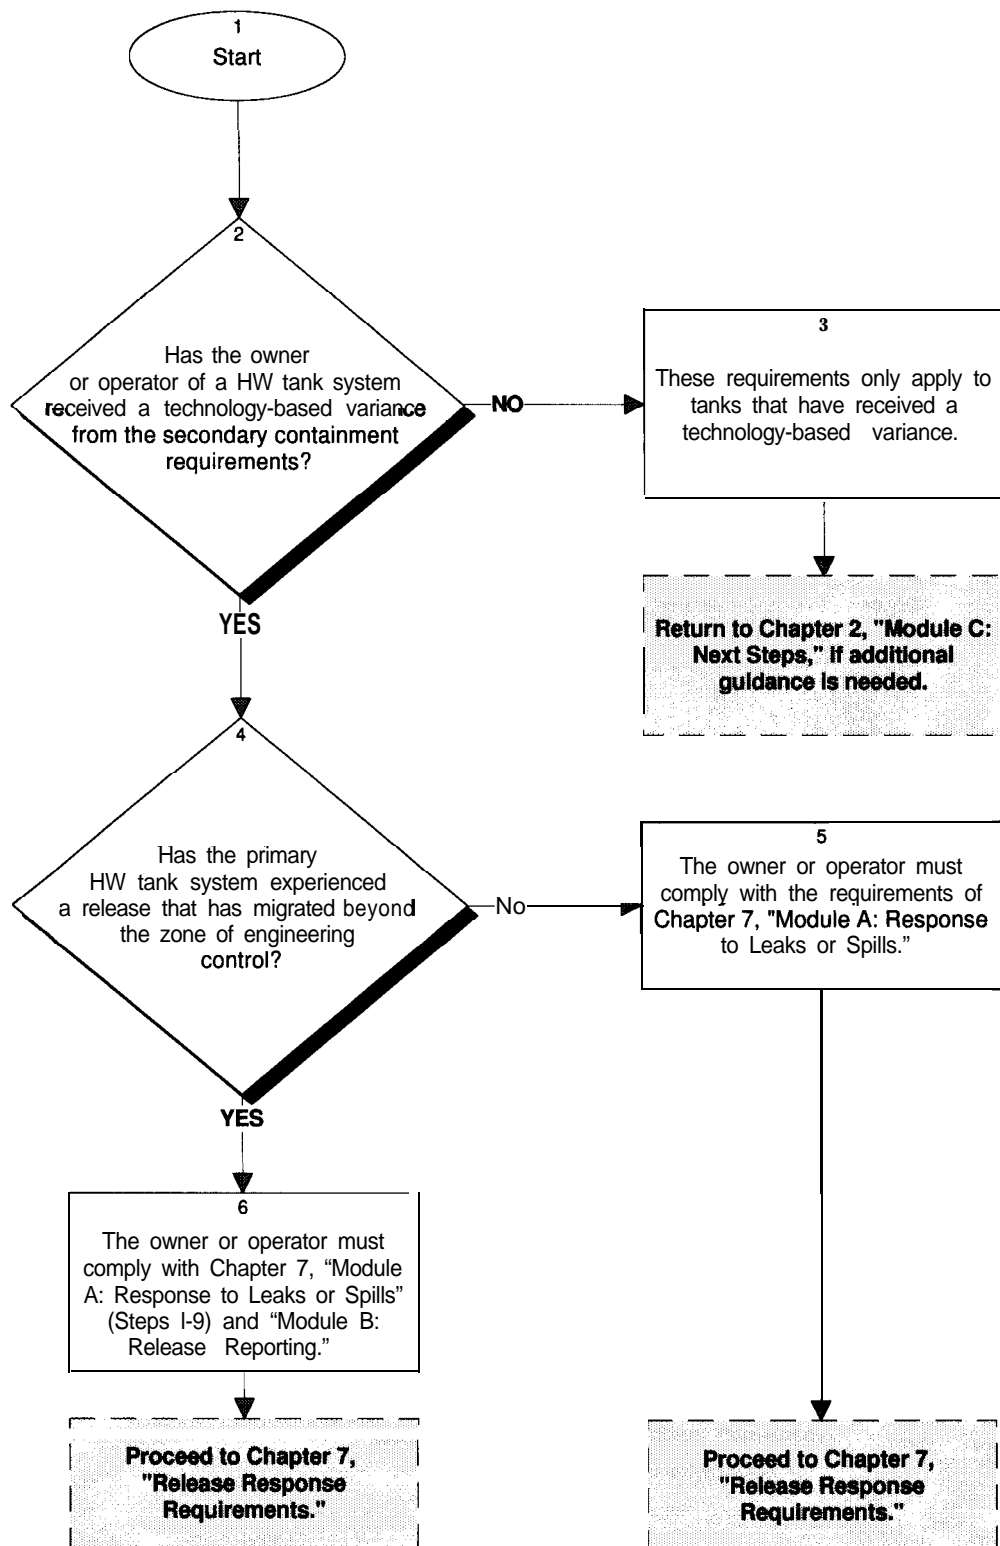 1
Start
2
Has the owner
or operator of a HW tank system
received a technology-based variance
from the secondary containment
requirements?
NO
3
These requirements only apply to
tanks that have received a
technology-based variance.
YES
Return to Chapter 2, "Module C:
Next Steps," if additional
guidance is needed.
4
Has the primary
HW tank system experienced
a release that has migrated beyond
the zone of engineering
control?
No
5
The owner or operator must
comply with the requirements of
Chapter 7, "Module A: Response
to Leaks or Spills.”
YES
6
The owner or operator must
comply with Chapter 7, “Module
A: Response to Leaks or Spills”
(Steps I-9) and “Module B:
Release Reporting.”
Proceed to Chapter 7,
"Release Response
Requirements."
Proceed to Chapter 7,
"Release Response
Requirements."